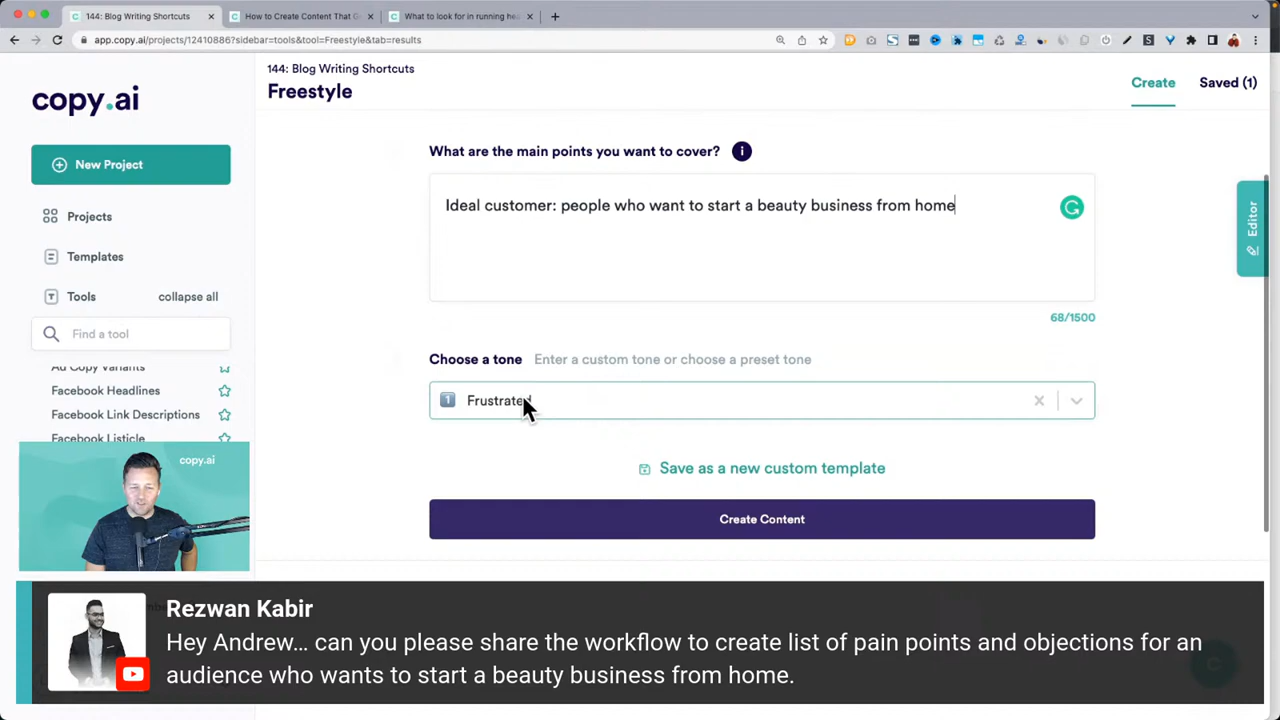 144: Blog Writing Shortcuts
How to Create Content That G
What to look for in running hea
app.copy.ai/projects/12410886?sidebar=tools&tool=Freestyle&tab=results
copy.ai
New Project
Projects
Templates
Tools
collapse all
Find a tool
Ad Copy Variants
Facebook Headlines
Facebook Link Descriptions
Facebook Listicle
copy.ai
144: Blog Writing Shortcuts
Freestyle
Create
Saved (1)
What are the main points you want to cover?
Ideal customer: people who want to start a beauty business from home
68/1500
Choose a tone
Enter a custom tone or choose a preset tone
1 Frustrated
Save as a new custom template
Create Content
Editor
Rezwan Kabir
Hey Andrew… can you please share the workflow to create list of pain points and objections for an
audience who wants to start a beauty business from home.